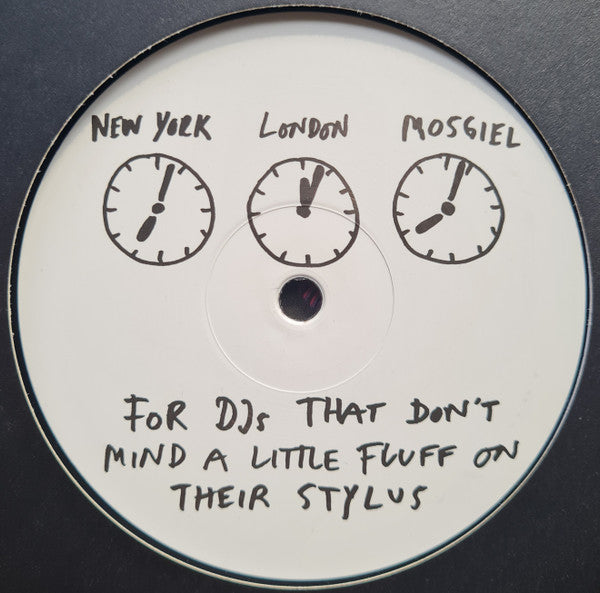 NEW YORK LONDON MOSGIEL
FOR DJs THAT DON'T
MIND A LITTLE FLUFF ON
THEIR STYLUS